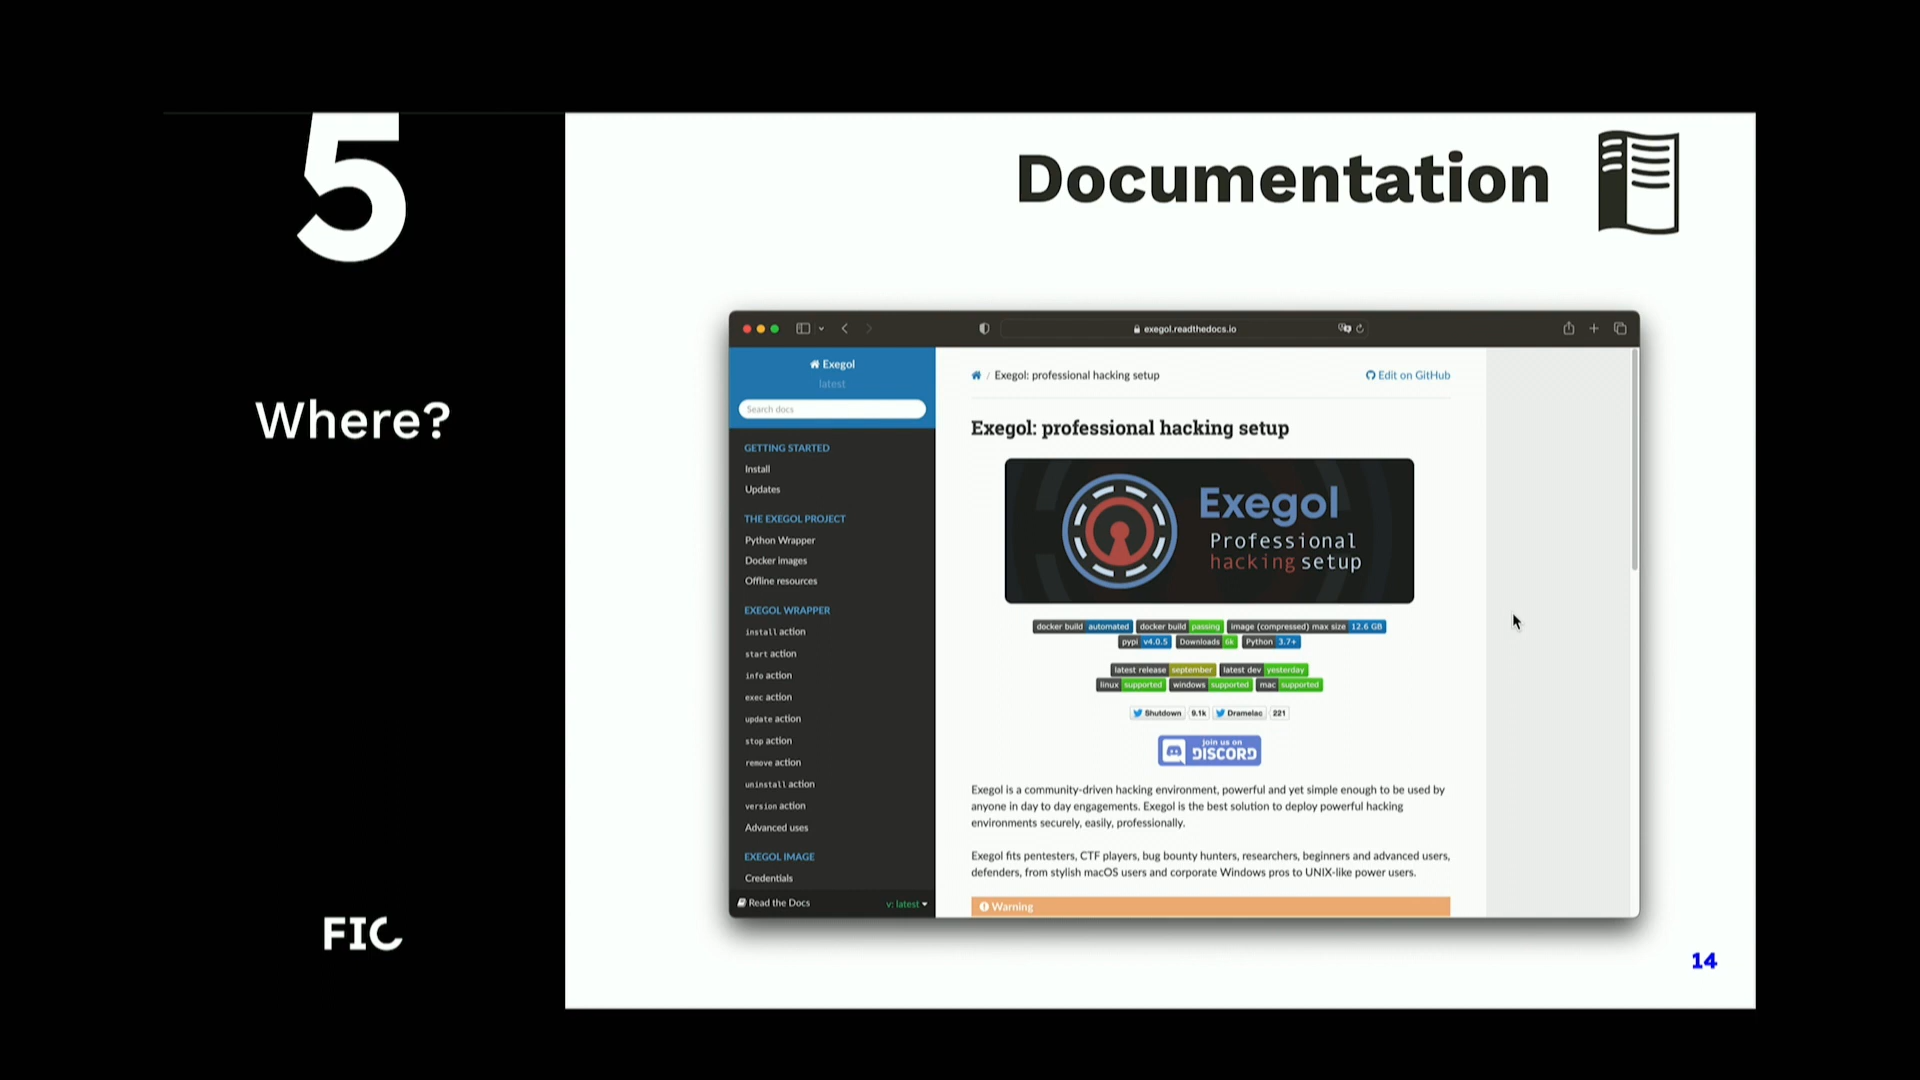 5
Where?
FIC
Documentation
exegol.readthedocs.io
Exegol
latest
Search docs
GETTING STARTED
Install
Updates
THE EXEGOL PROJECT
Python Wrapper
Docker images
Offline resources
EXEGOL WRAPPER
install action
start action
info action
exec action
update action
stop action
remove action
uninstall action
version action
Advanced uses
EXEGOL IMAGE
Credentials
Read the Docs v: latest
/ Exegol: professional hacking setup Edit on GitHub
Exegol: professional hacking setup
Exegol
Professional
hacking setup
docker build automated docker build passing image (compressed) max size 12.6 GB
pypi v4.0.5 Downloads 6k Python 3.7+
latest release september latest dev yesterday
linux supported windows supported mac supported
Shutdown 9.1k Dramelac 221
Join us on
DISCORD
Exegol is a community-driven hacking environment, powerful and yet simple enough to be used by
anyone in day to day engagements. Exegol is the best solution to deploy powerful hacking
environments securely, easily, professionally.
Exegol fits pentesters, CTF players, bug bounty hunters, researchers, beginners and advanced users,
defenders, from stylish macOS users and corporate Windows pros to UNIX-like power users.
Warning
14